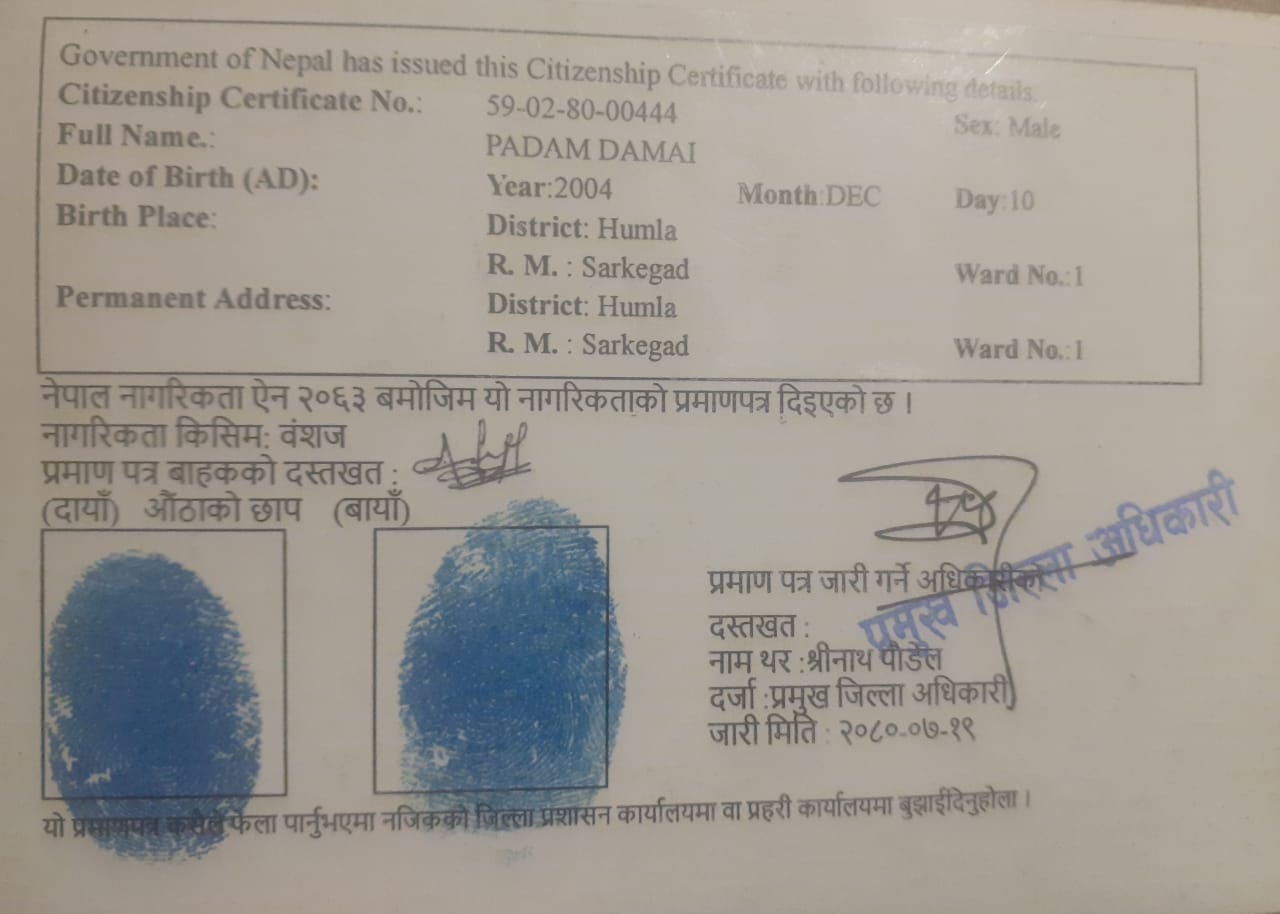 Government of Nepal has issued this Citizenship Certificate with following details.
Citizenship Certificate No.: 59-02-80-00444 Sex: Male
Full Name.: PADAM DAMAI
Date of Birth (AD): Year:2004 Month:DEC Day:10
Birth Place: District: Humla
R. M. : Sarkegad Ward No.:1
Permanent Address: District: Humla
R. M. : Sarkegad Ward No.:1
नेपाल नागरिकता ऐन २०६३ बमोजिम यो नागरिकताको प्रमाणपत्र दिइएको छ ।
नागरिकता किसिम: वंशज
प्रमाण पत्र बाहकको दस्तखत :
(दायाँ) औंठाको छाप (बायाँ)
प्रमाण पत्र जारी गर्ने अधिकारीको
दस्तखत :
प्रमुख जिल्ला अधिकारी
नाम थर :श्रीनाथ पौडेल
दर्जा :प्रमुख जिल्ला अधिकारी
जारी मिति : २०८०-०७-१९
यो प्रमाणपत्र कसैले फेला पार्नुभएमा नजिकको जिल्ला प्रशासन कार्यालयमा वा प्रहरी कार्यालयमा बुझाईदिनुहोला ।